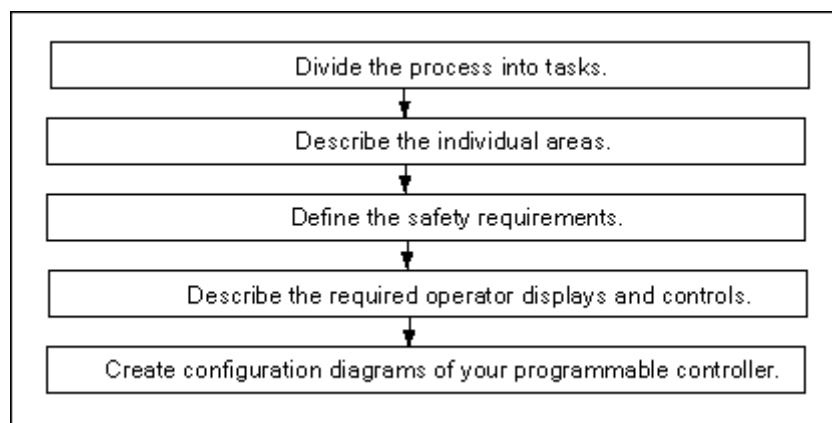 Divide the process into tasks.
Describe the individual areas.
Define the safety requirements.
Describe the required operator displays and controls.
Create configuration diagrams of your programmable controller.